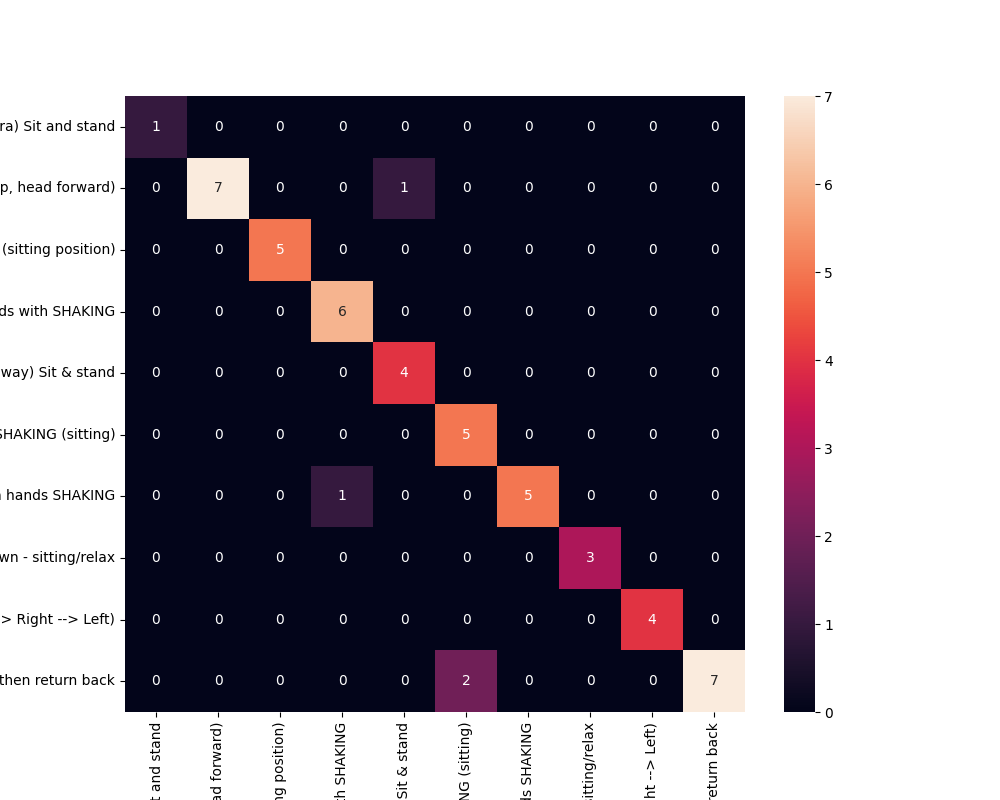 ra) Sit and stand 1 0 0 0 0 0 0 0 0 0
p, head forward) 0 7 0 0 1 0 0 0 0 0
(sitting position) 0 0 5 0 0 0 0 0 0 0
ds with SHAKING 0 0 0 6 0 0 0 0 0 0
way) Sit & stand 0 0 0 0 4 0 0 0 0 0
SHAKING (sitting) 0 0 0 0 0 5 0 0 0 0
hands SHAKING 0 0 0 1 0 0 5 0 0 0
wn - sitting/relax 0 0 0 0 0 0 0 3 0 0
> Right --> Left) 0 0 0 0 0 0 0 0 4 0
then return back 0 0 0 0 0 2 0 0 0 7
t and stand
ad forward)
ng position)
th SHAKING
Sit & stand
NG (sitting)
ds SHAKING
sitting/relax
ht --> Left)
return back
7
6
5
4
3
2
1
0